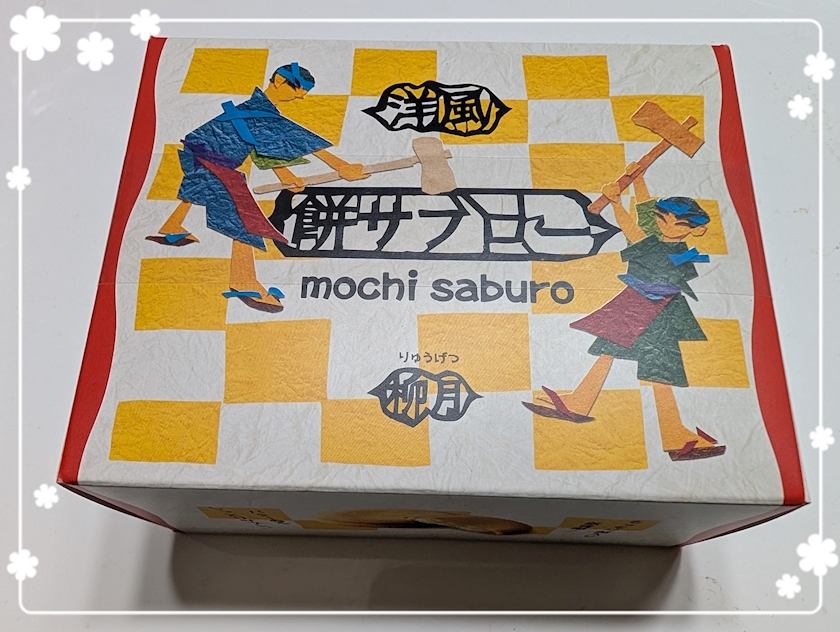 洋風
餅サブロー
mochi saburo
りゅうげつ
柳月